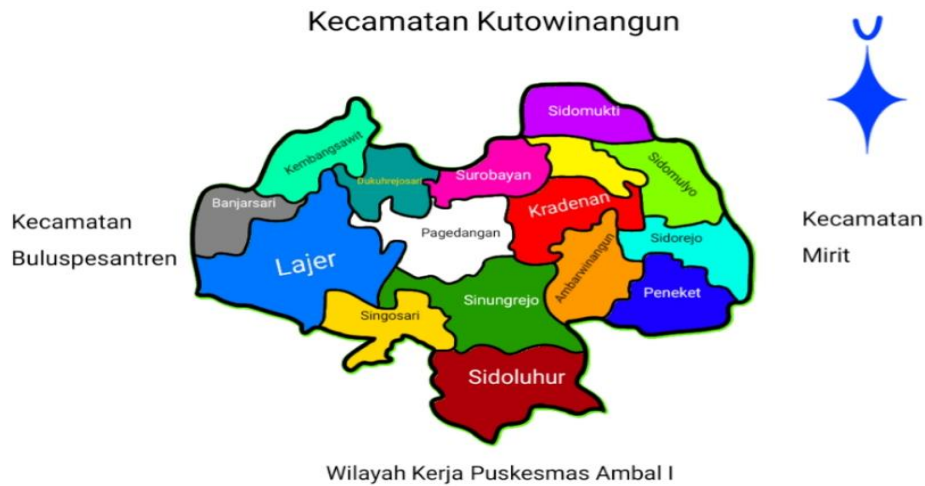 Kecamatan Kutowinangun
Sidomukti
Kembangsawit
Dukuhrejosari
Surobayan
Sidomulyo
Banjarsari
Kradenan
Kecamatan
Buluspesantren
Lajer
Pagedangan
Ambarwinangun
Sidorejo
Kecamatan
Mirit
Peneket
Singosari
Sinungrejo
Sidoluhur
Wilayah Kerja Puskesmas Ambal I